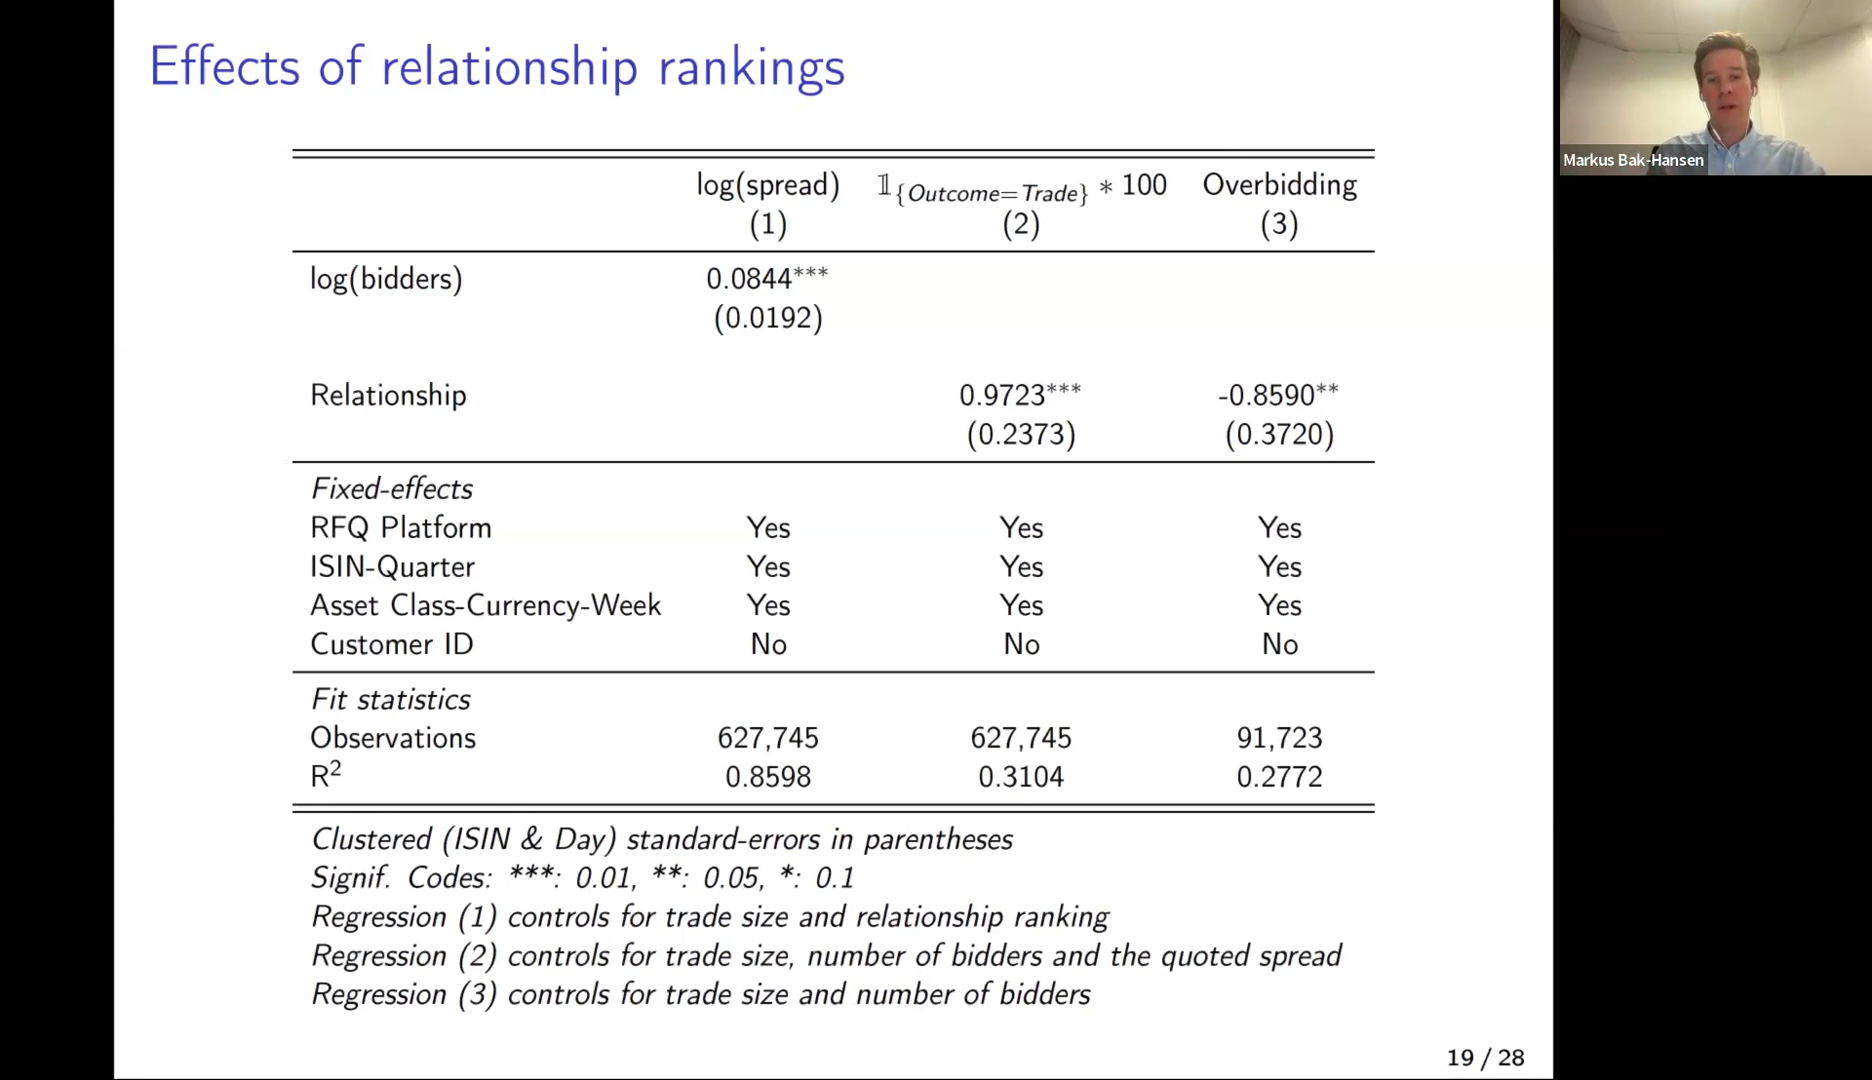 Effects of relationship rankings
Markus Bak-Hansen
log(spread) 𝟙{Outcome=Trade} * 100 Overbidding
(1) (2) (3)
log(bidders) 0.0844***
(0.0192)
Relationship 0.9723*** -0.8590**
(0.2373) (0.3720)
Fixed-effects
RFQ Platform Yes Yes Yes
ISIN-Quarter Yes Yes Yes
Asset Class-Currency-Week Yes Yes Yes
Customer ID No No No
Fit statistics
Observations 627,745 627,745 91,723
R² 0.8598 0.3104 0.2772
Clustered (ISIN & Day) standard-errors in parentheses
Signif. Codes: ***: 0.01, **: 0.05, *: 0.1
Regression (1) controls for trade size and relationship ranking
Regression (2) controls for trade size, number of bidders and the quoted spread
Regression (3) controls for trade size and number of bidders
19 / 28